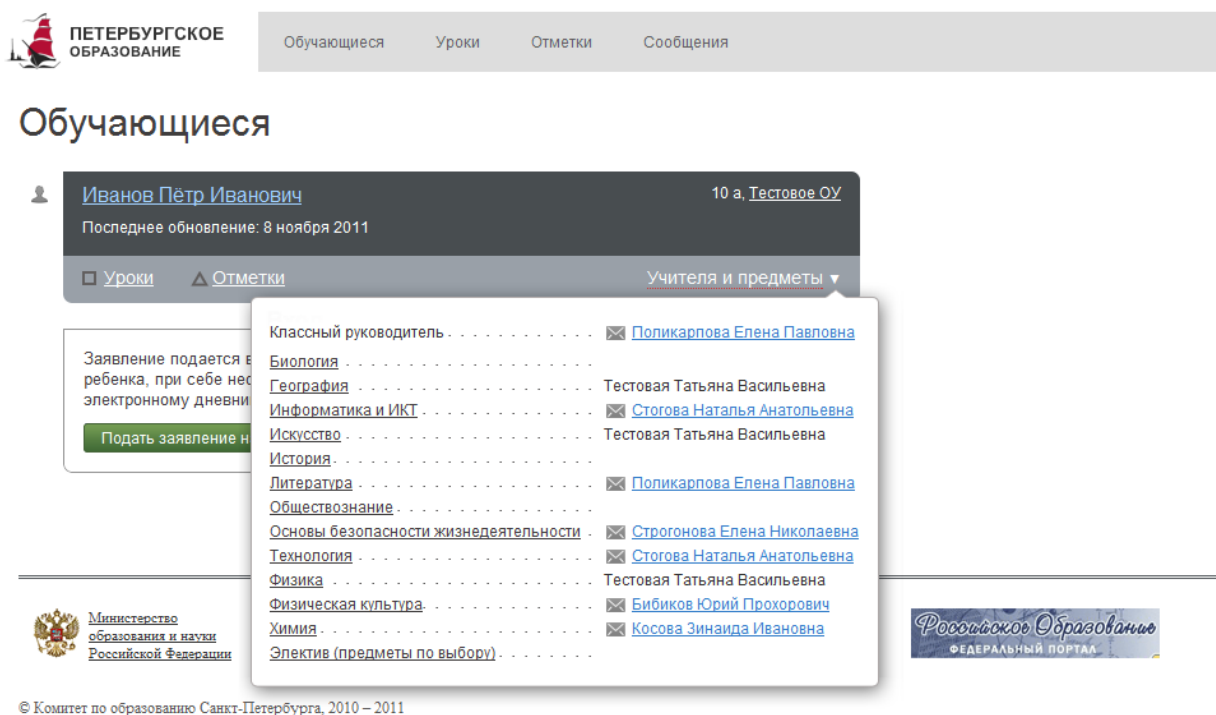 ПЕТЕРБУРГСКОЕ
ОБРАЗОВАНИЕ
Обучающиеся Уроки Отметки Сообщения
Обучающиеся
Иванов Пётр Иванович 10 а, Тестовое ОУ
Последнее обновление: 8 ноября 2011
Уроки Отметки Учителя и предметы ▼
Заявление подается
ребенка, при себе
электронному
Подать заявление
Классный руководитель . . . . . . . . . . . . . Поликарпова Елена Павловна
Биология . . . . . . . . . . . . . . . . . . . . .
География . . . . . . . . . . . . . . . . . . . . Тестовая Татьяна Васильевна
Информатика и ИКТ . . . . . . . . . . . . . . Стогова Наталья Анатольевна
Искусство . . . . . . . . . . . . . . . . . . . . . Тестовая Татьяна Васильевна
История . . . . . . . . . . . . . . . . . . . . . .
Литература . . . . . . . . . . . . . . . . . . . . Поликарпова Елена Павловна
Обществознание . . . . . . . . . . . . . . . .
Основы безопасности жизнедеятельности . Строгонова Елена Николаевна
Технология . . . . . . . . . . . . . . . . . . . . Стогова Наталья Анатольевна
Физика . . . . . . . . . . . . . . . . . . . . . . Тестовая Татьяна Васильевна
Физическая культура . . . . . . . . . . . . . . Бибиков Юрий Прохорович
Химия . . . . . . . . . . . . . . . . . . . . . . . Косова Зинаида Ивановна
Электив (предметы по выбору) . . . . . . . .
Министерство
образования и науки
Российской Федерации
Российское Образование
ФЕДЕРАЛЬНЫЙ ПОРТАЛ
© Комитет по образованию Санкт-Петербурга, 2010 – 2011